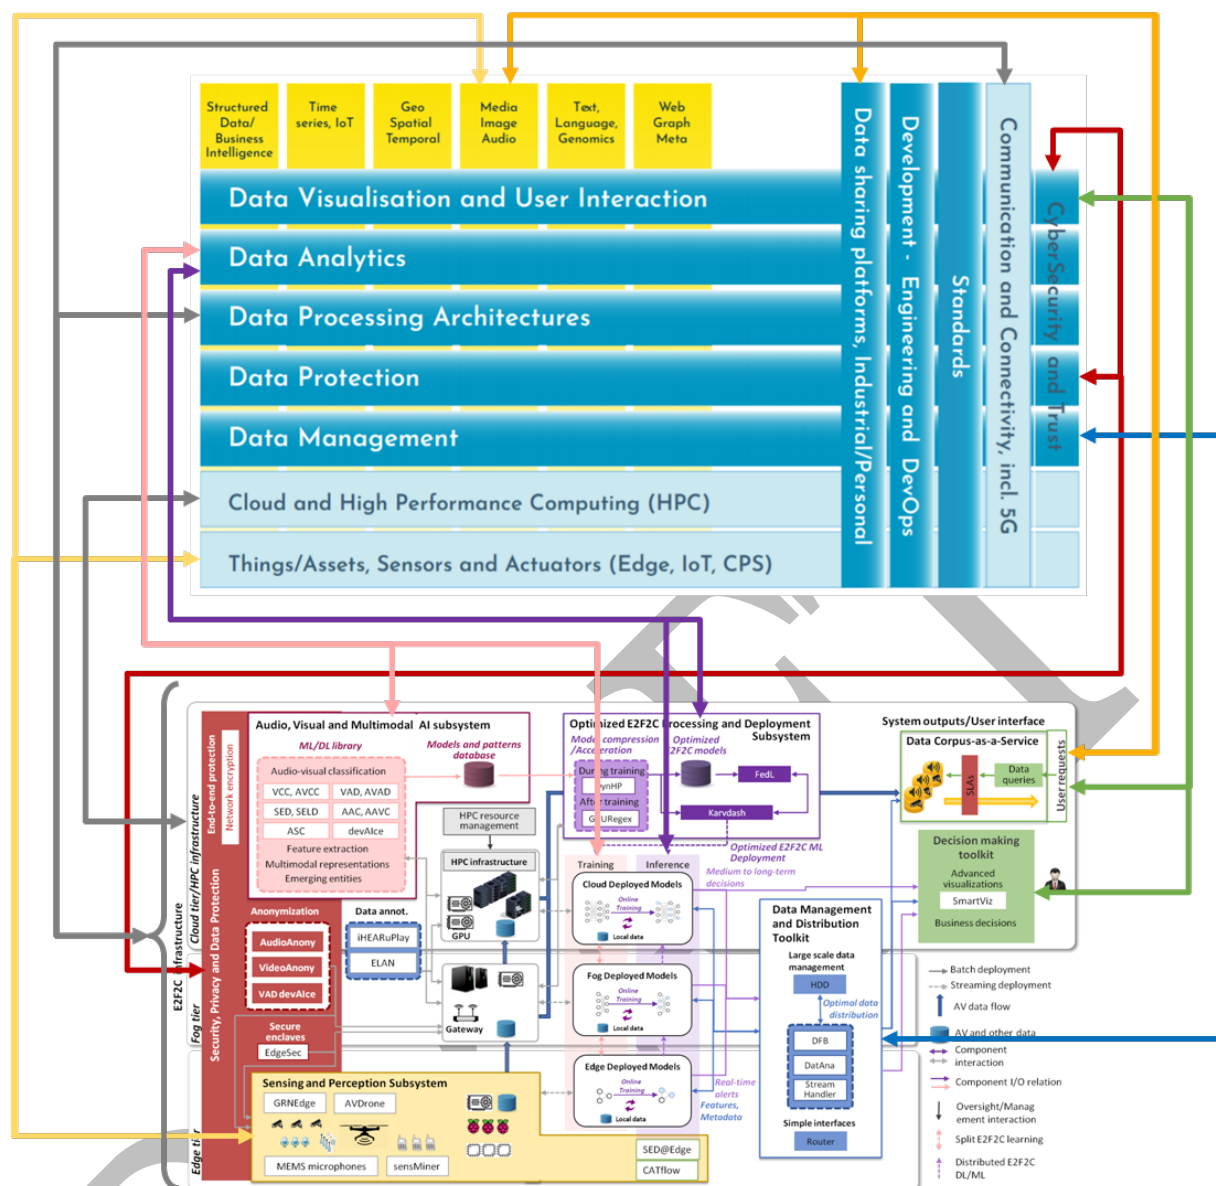 Structured
Data/
Business
Intelligence
Time
series, IoT
Geo
Spatial
Temporal
Media
Image
Audio
Text,
Language,
Genomics
Web
Graph
Meta
Data Visualisation and User Interaction
Data Analytics
Data Processing Architectures
Data Protection
Data Management
Cloud and High Performance Computing (HPC)
Things/Assets, Sensors and Actuators (Edge, IoT, CPS)
Data sharing platforms, Industrial/Personal
Development - Engineering and DevOps
Standards
Communication and Connectivity, incl. 5G
CyberSecurity and Trust
E2F2C infrastructure
Cloud tier/HPC infrastructure
Fog tier
Edge tier
End-to-end protection
Network encryption
Security, Privacy and Data Protection
Audio, Visual and Multimodal AI subsystem
ML/DL library
Models and patterns
database
Audio-visual classification
VCC, AVCC
VAD, AVAD
SED, SELD
AAC, AAVC
ASC
devAIce
Feature extraction
Multimodal representations
Emerging entities
Anonymization
AudioAnony
VideoAnony
VAD devAIce
Secure
enclaves
EdgeSec
Data annot.
iHEARuPlay
ELAN
HPC resource
management
HPC infrastructure
GPU
Gateway
Optimized E2F2C Processing and Deployment
Subsystem
Model compression
/Acceleration
Optimized
E2F2C models
During training
DynHP
After training
GPURegex
FedL
Karvdash
Optimized E2F2C ML
Deployment
Training
Inference
Medium to long-term
decisions
Cloud Deployed Models
Online
Training
Local data
Fog Deployed Models
Online
Training
Local data
Edge Deployed Models
Online
Training
Local data
Real-time
alerts
Features,
Metadata
System outputs/User interface
Data Corpus-as-a-Service
SLAs
Data
queries
User requests
Decision making
toolkit
Advanced
visualizations
SmartViz
Business decisions
Data Management
and Distribution
Toolkit
Large scale data
management
HDD
Optimal data
distribution
DFB
DatAna
Stream
Handler
Simple interfaces
Router
Sensing and Perception Subsystem
GRNEdge
AVDrone
MEMS microphones
sensMiner
SED@Edge
CATflow
Batch deployment
Streaming deployment
AV data flow
AV and other data
Component
interaction
Component I/O relation
Oversight/Manag
ement interaction
Split E2F2C learning
Distributed E2F2C
DL/ML